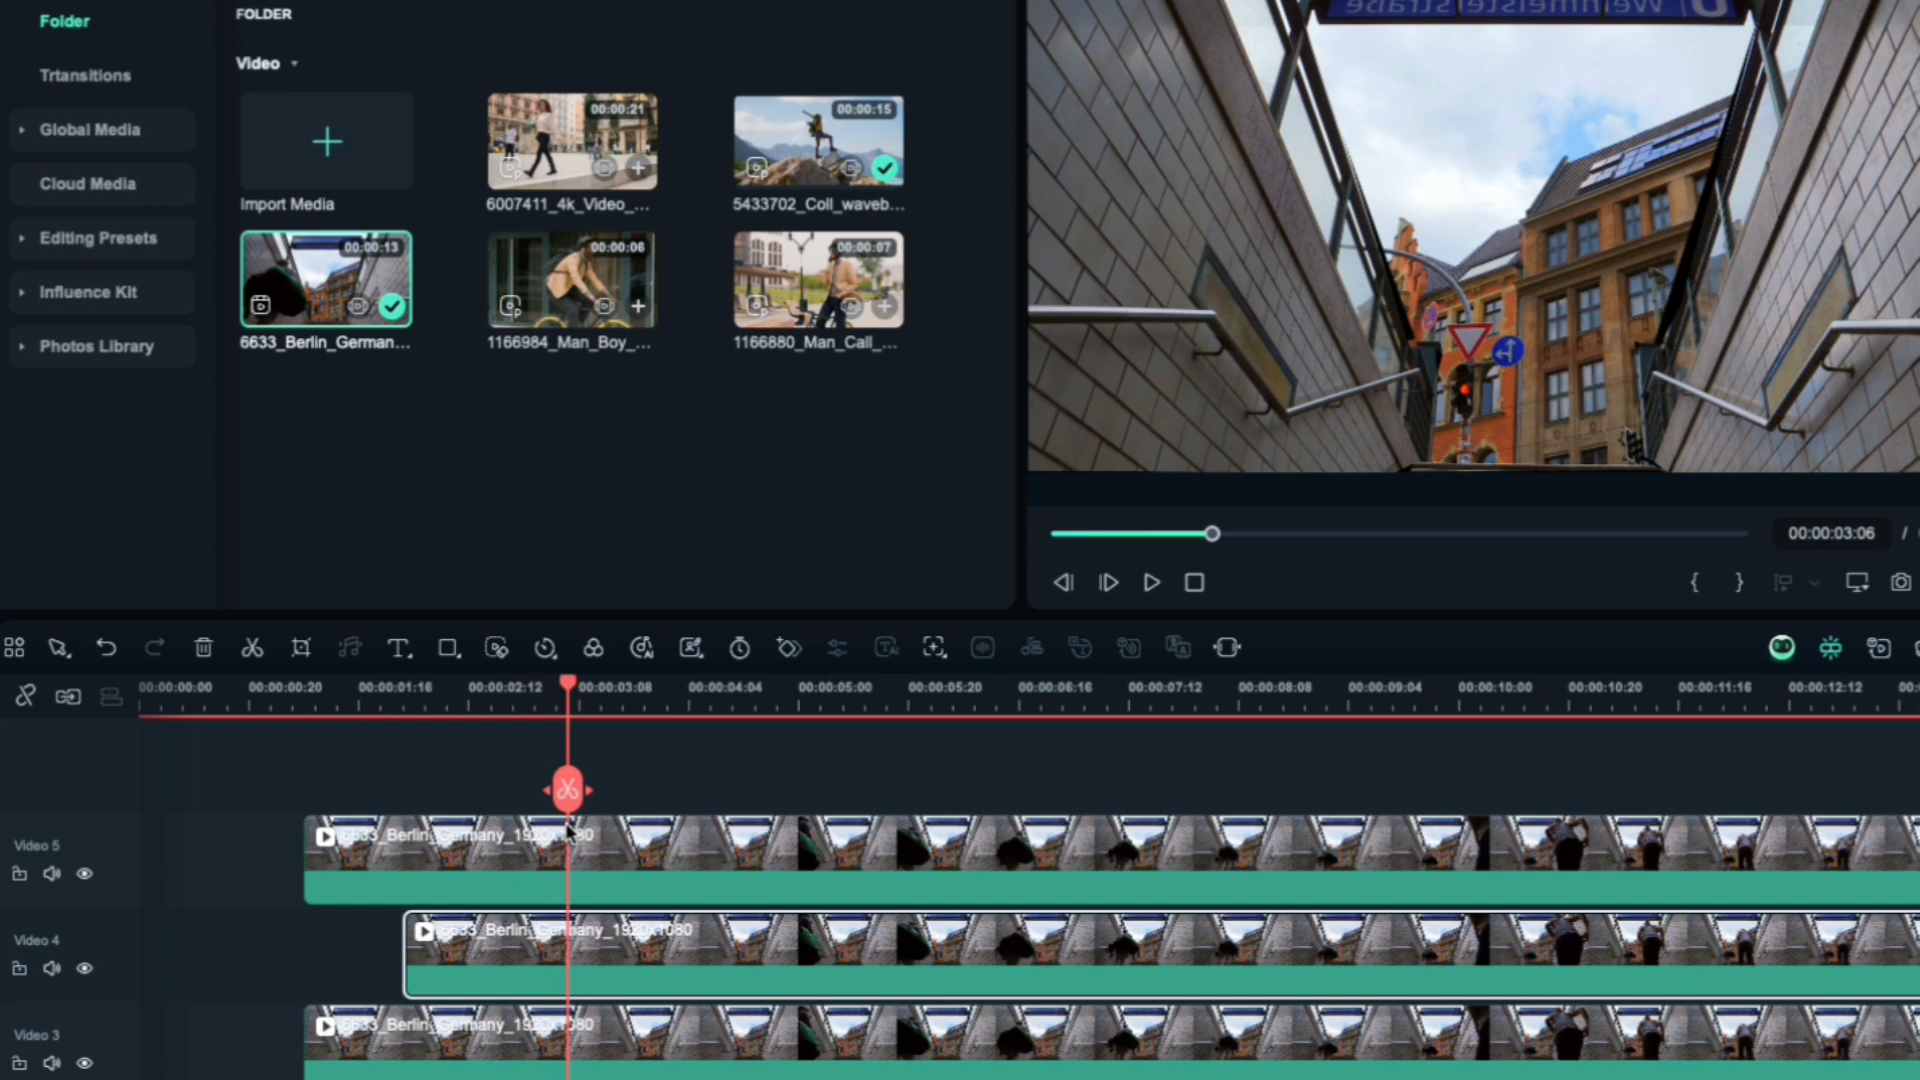 Folder
Trtansitions
Global Media
Cloud Media
Editing Presets
Influence Kit
Photos Library
FOLDER
Video
Import Media
00:00:21
6007411_4k_Video_...
00:00:15
5433702_Coll_waveb...
00:00:13
6633_Berlin_German...
00:00:06
1166984_Man_Boy_...
00:00:07
1166880_Man_Call_...
U Weinmeisterstraße
00:00:03:06 /
00:00:00:00 00:00:00:20 00:00:01:16 00:00:02:12 00:00:03:08 00:00:04:04 00:00:05:00 00:00:05:20 00:00:06:16 00:00:07:12 00:00:08:08 00:00:09:04 00:00:10:00 00:00:10:20 00:00:11:16 00:00:12:12
Video 5
6633_Berlin_Germany_1920x1080
Video 4
6633_Berlin_Germany_1920x1080
Video 3
6633_Berlin_Germany_1920x1080